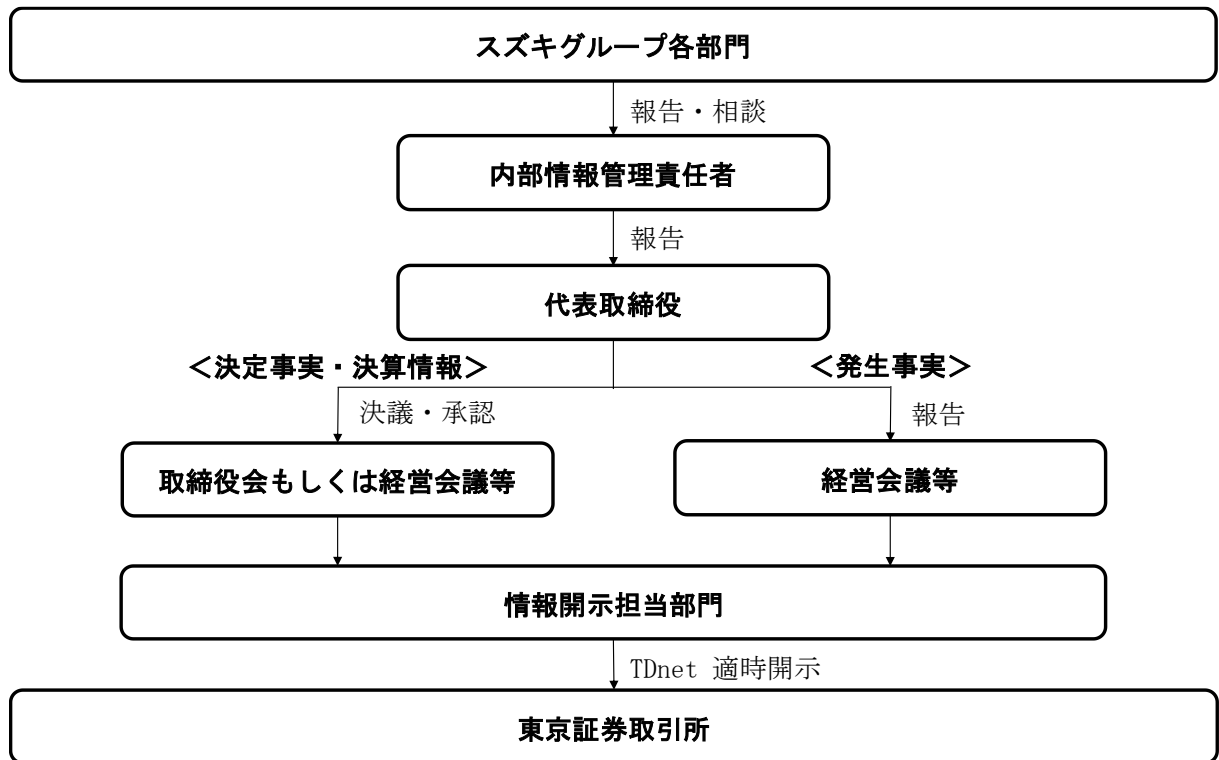 スズキグループ各部門
報告・相談
内部情報管理責任者
報告
代表取締役
＜決定事実・決算情報＞
＜発生事実＞
決議・承認
報告
取締役会もしくは経営会議等
経営会議等
情報開示担当部門
TDnet 適時開示
東京証券取引所